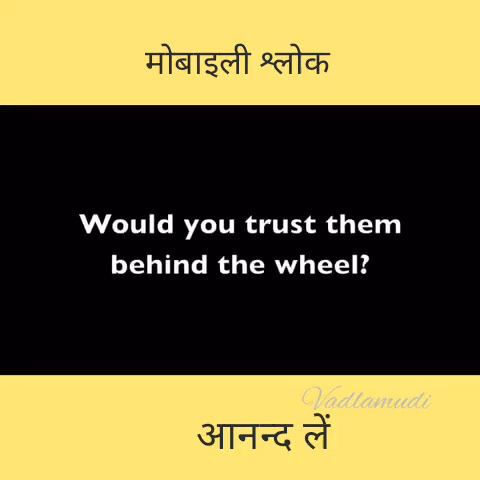 मोबाइली श्लोक
Would you trust them
behind the wheel?
Vadlamudi
आनन्द लें